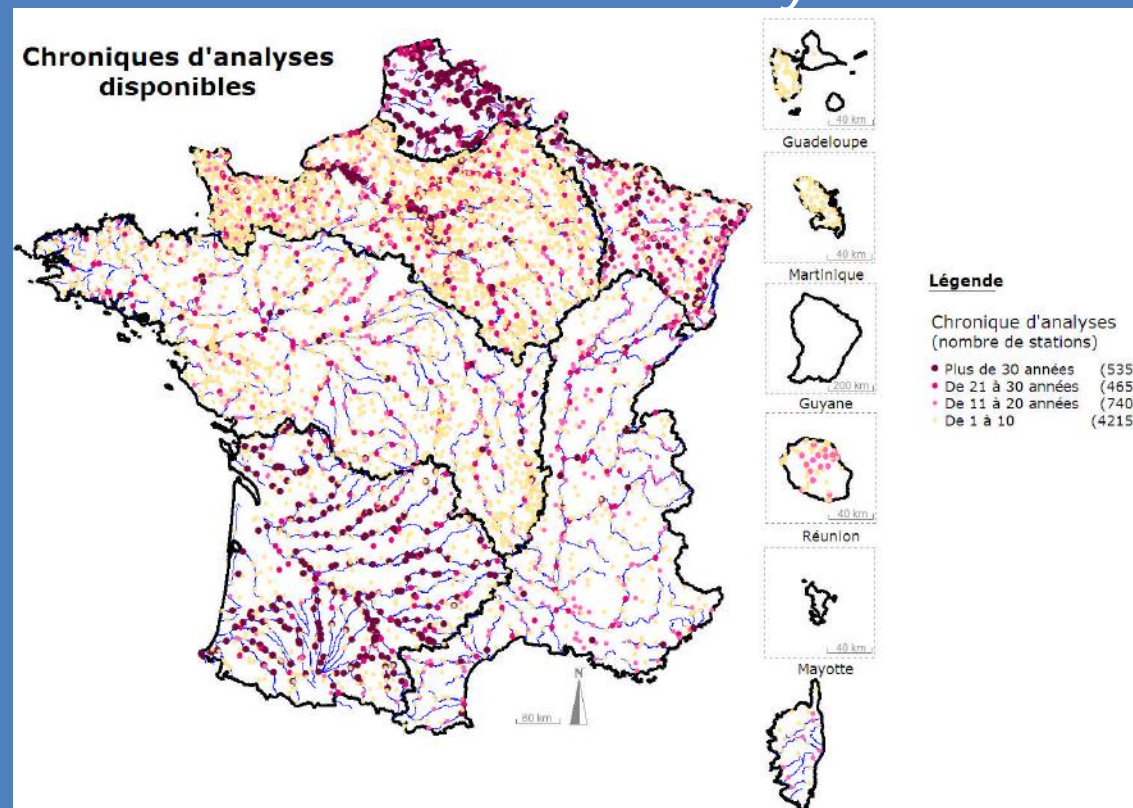 Chroniques d'analyses
disponibles
40 km
Guadeloupe
40 km
Martinique
200 km
Guyane
40 km
Réunion
40 km
Mayotte
N
80 km
Légende
Chronique d'analyses
(nombre de stations)
Plus de 30 années (535
De 21 à 30 années (465
De 11 à 20 années (740
De 1 à 10 (4215